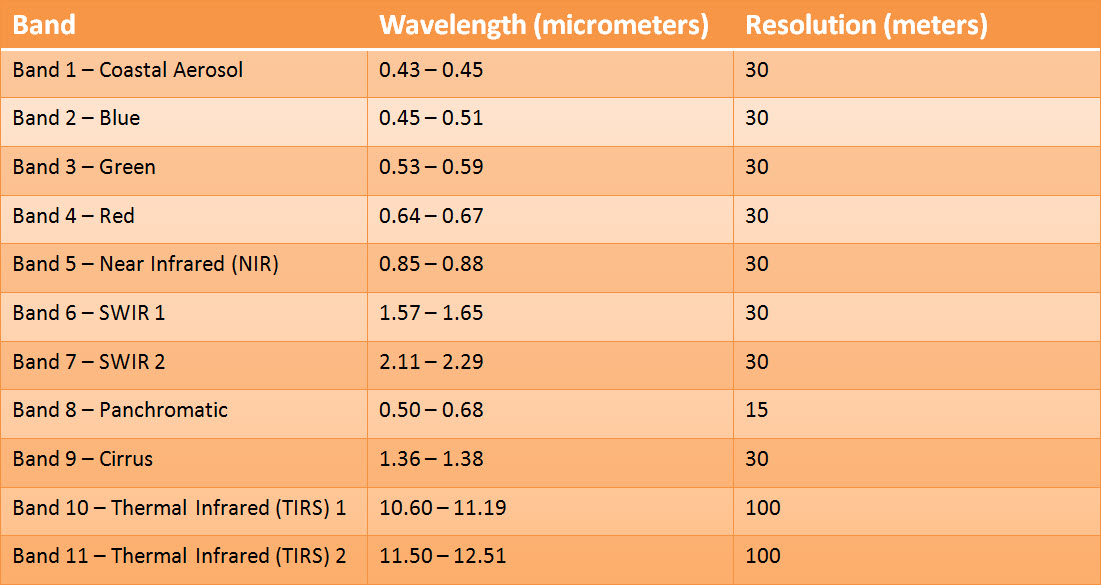 Band Wavelength (micrometers) Resolution (meters)
Band 1 – Coastal Aerosol 0.43 – 0.45 30
Band 2 – Blue 0.45 – 0.51 30
Band 3 – Green 0.53 – 0.59 30
Band 4 – Red 0.64 – 0.67 30
Band 5 – Near Infrared (NIR) 0.85 – 0.88 30
Band 6 – SWIR 1 1.57 – 1.65 30
Band 7 – SWIR 2 2.11 – 2.29 30
Band 8 – Panchromatic 0.50 – 0.68 15
Band 9 – Cirrus 1.36 – 1.38 30
Band 10 – Thermal Infrared (TIRS) 1 10.60 – 11.19 100
Band 11 – Thermal Infrared (TIRS) 2 11.50 – 12.51 100